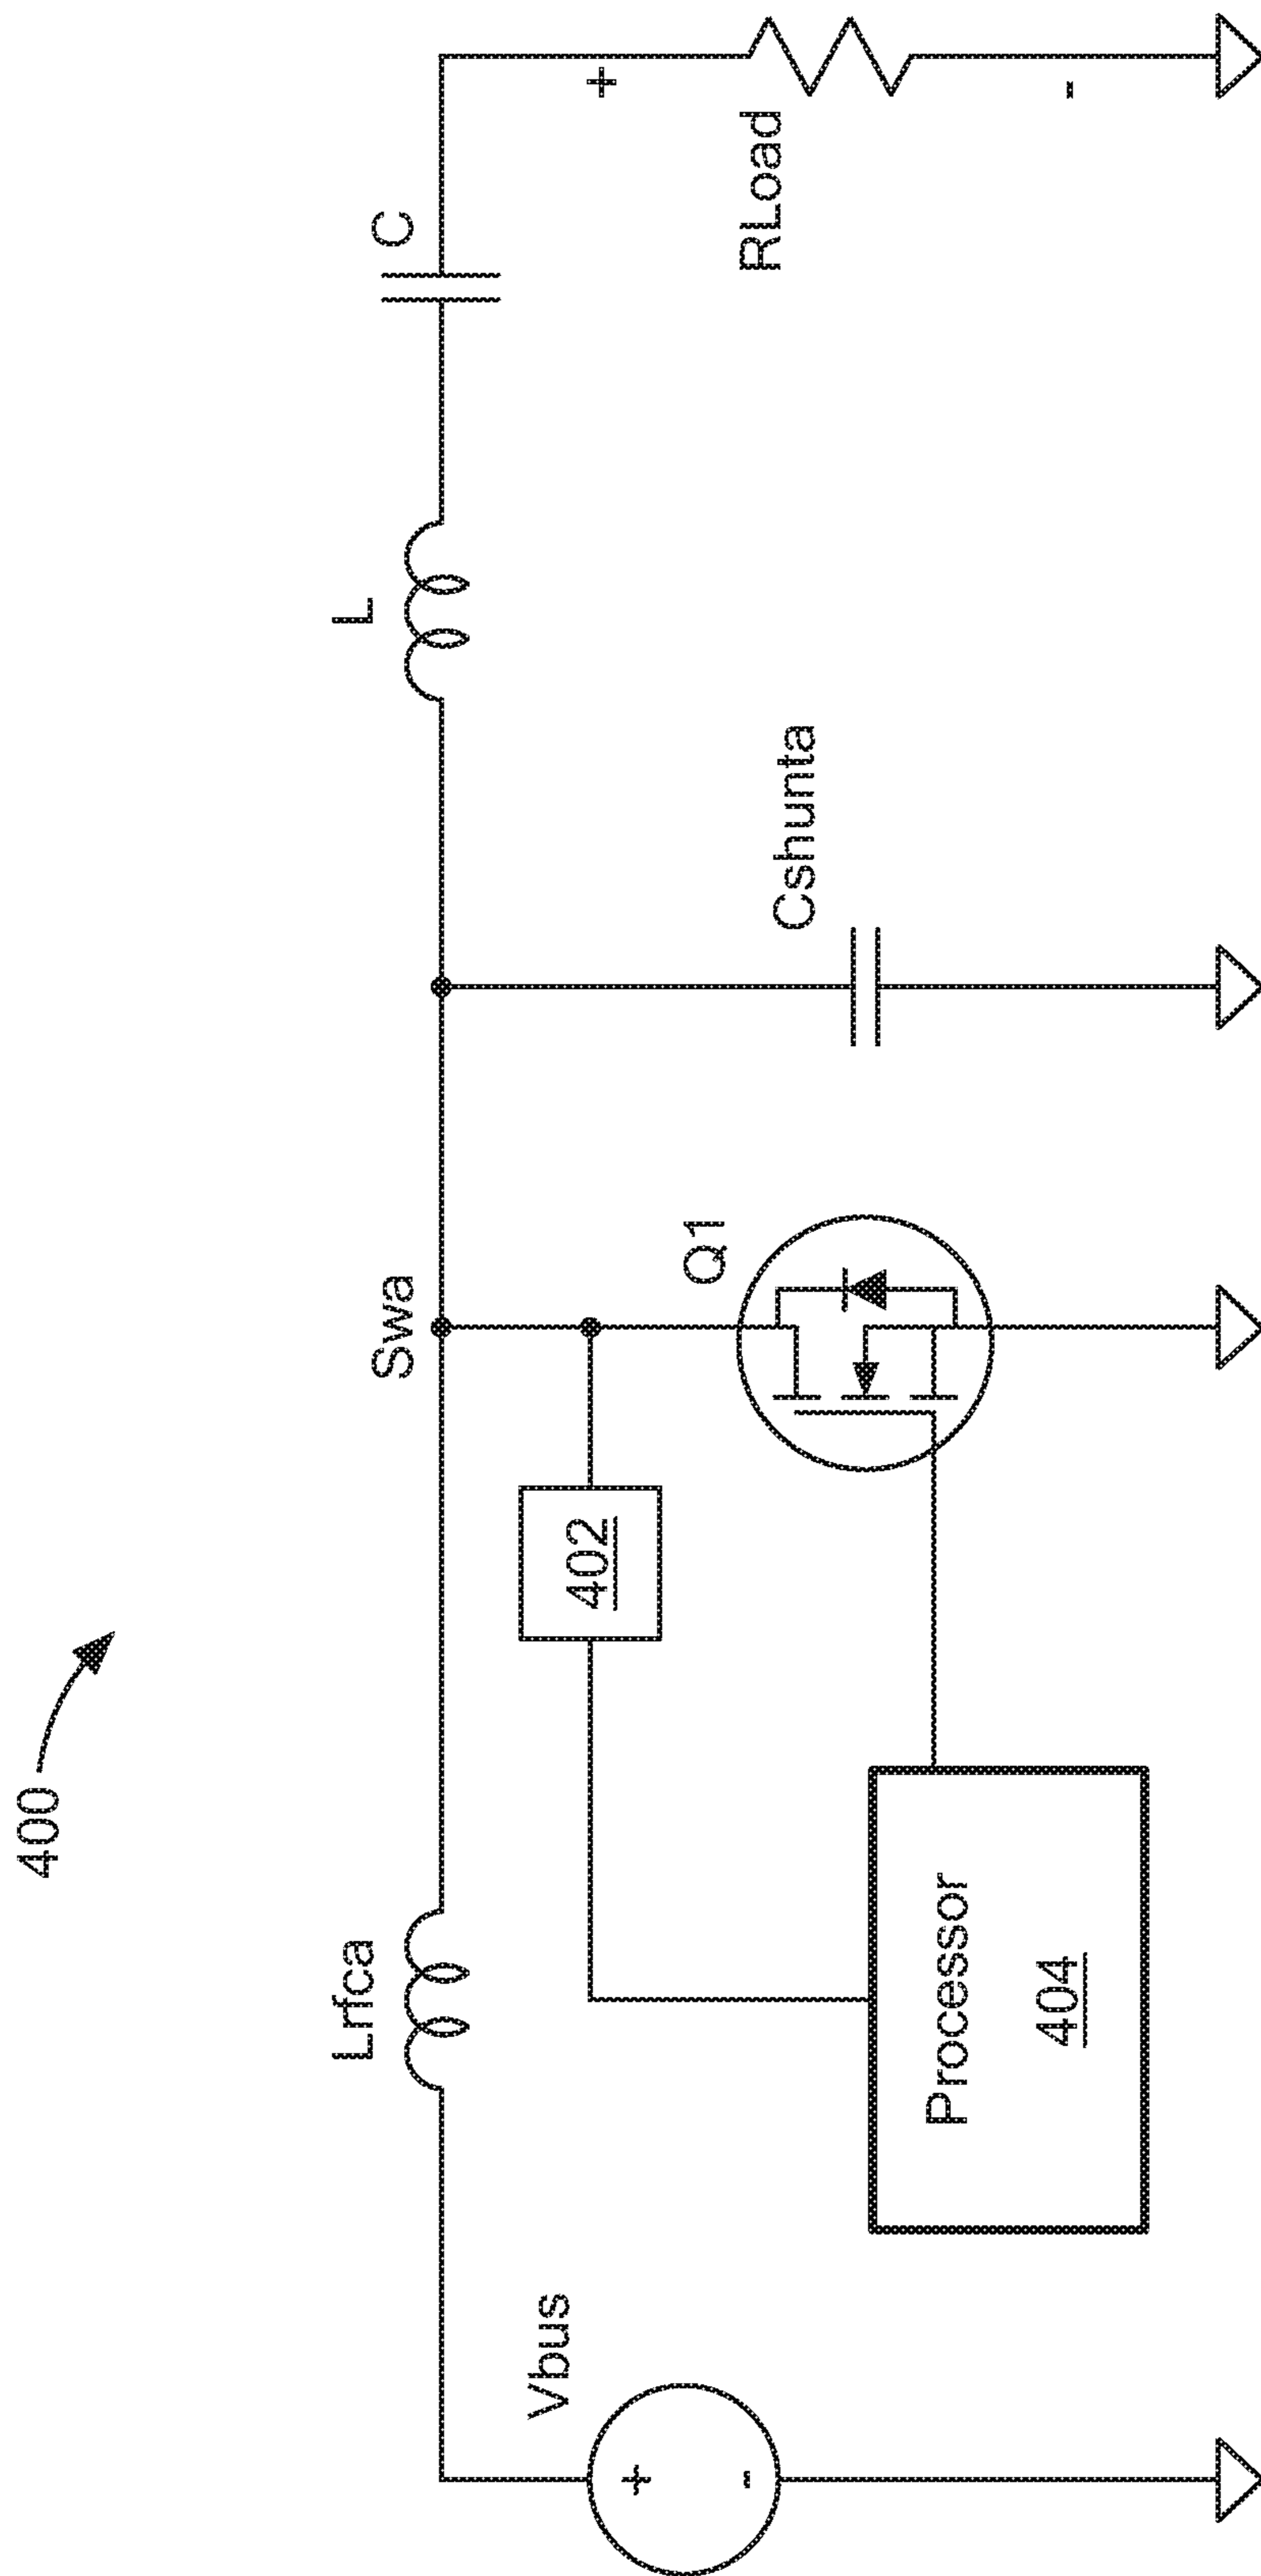 400
Vbus
+
-
Lrfca
Processor
404
402
Swa
Q1
Cshunta
L
C
RLoad
+
-